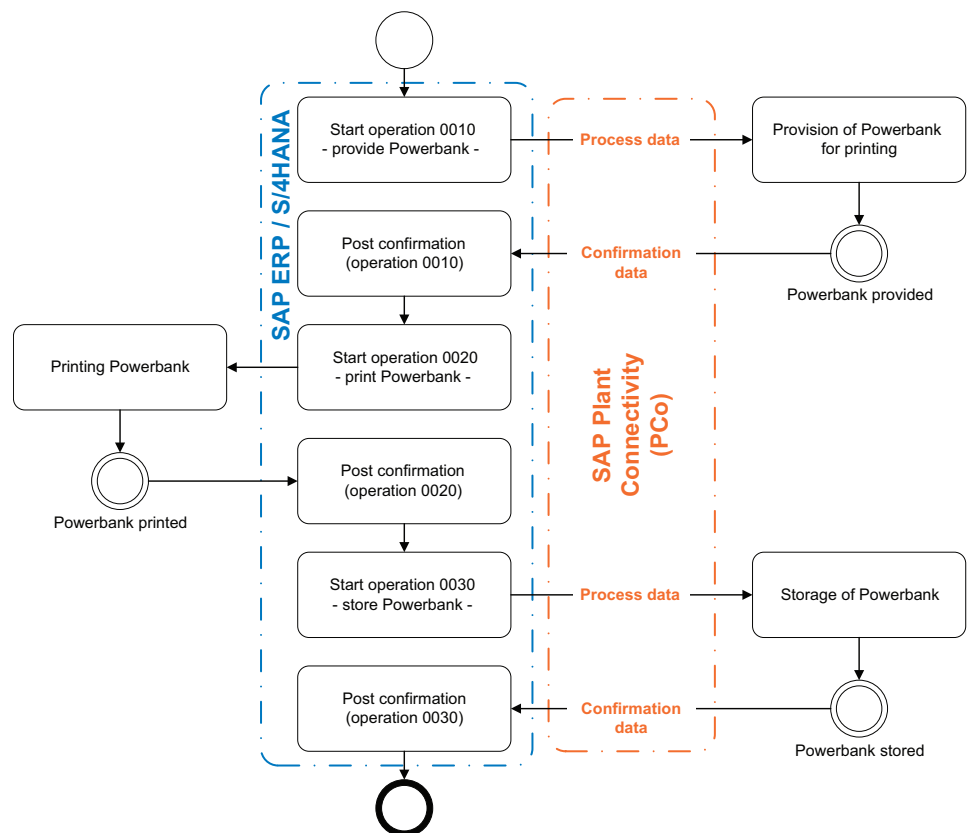 SAP ERP / S/4HANA
Start operation 0010
- provide Powerbank -
Process data
Provision of Powerbank
for printing
Post confirmation
(operation 0010)
Confirmation
data
Powerbank provided
Printing Powerbank
Start operation 0020
- print Powerbank -
SAP Plant
Connectivity
(PCo)
Post confirmation
(operation 0020)
Powerbank printed
Start operation 0030
- store Powerbank -
Process data
Storage of Powerbank
Post confirmation
(operation 0030)
Confirmation
data
Powerbank stored